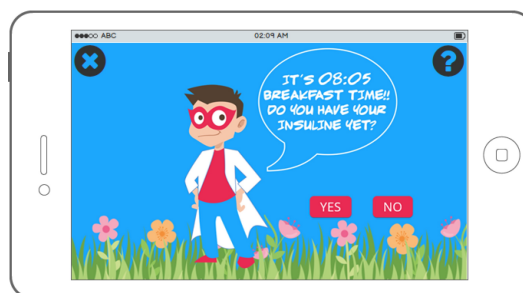 ABC 02:09 AM
?
IT'S 08:05
BREAKFAST TIME!!
DO YOU HAVE YOUR
INSULINE YET?
YES NO